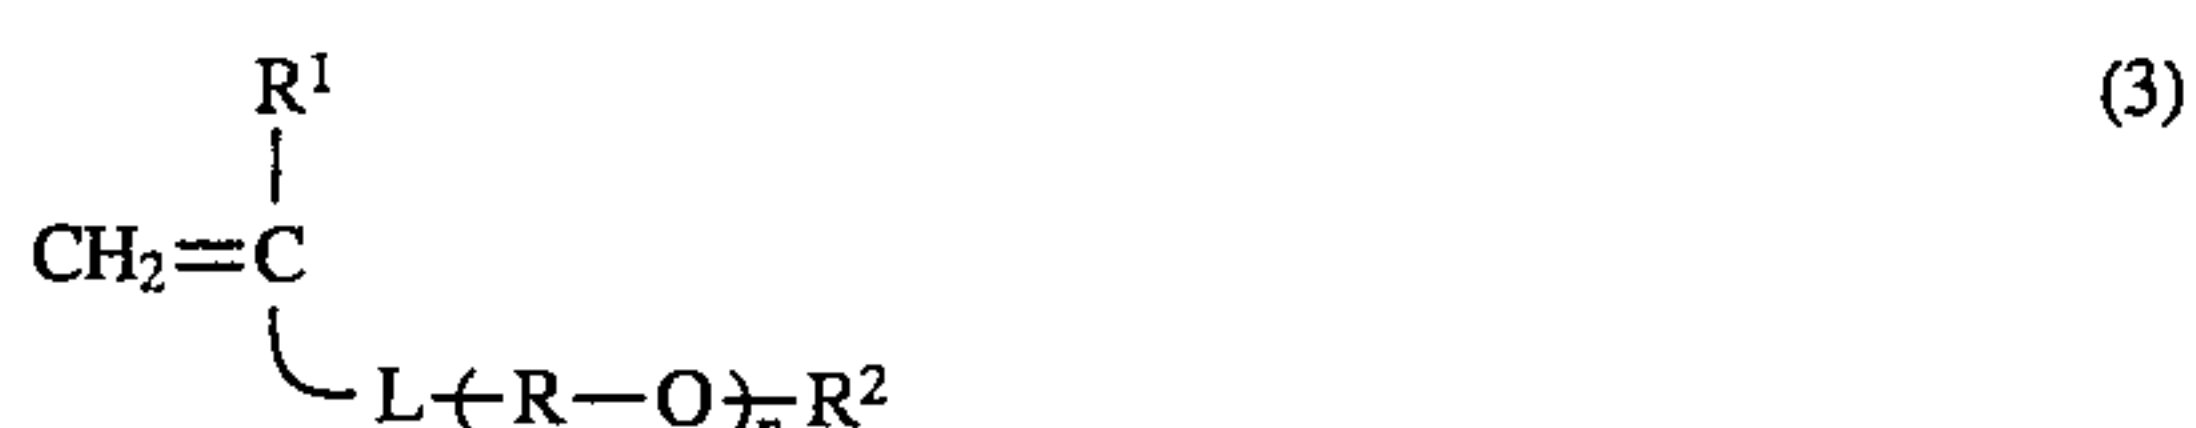 R¹ (3)
CH₂=C
L-(R-O)-R²